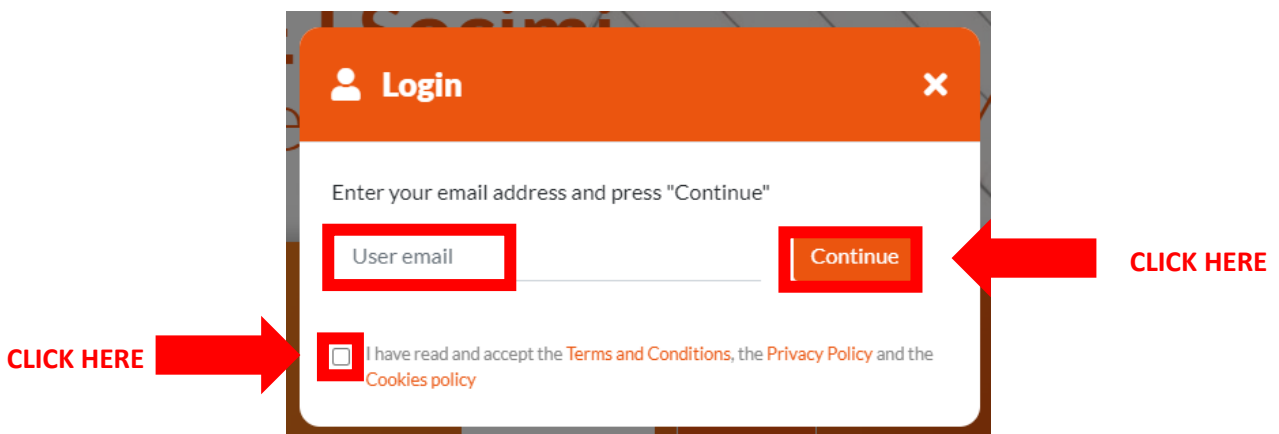 Login
Enter your email address and press "Continue"
User email
Continue
CLICK HERE
CLICK HERE
I have read and accept the Terms and Conditions, the Privacy Policy and the
Cookies policy